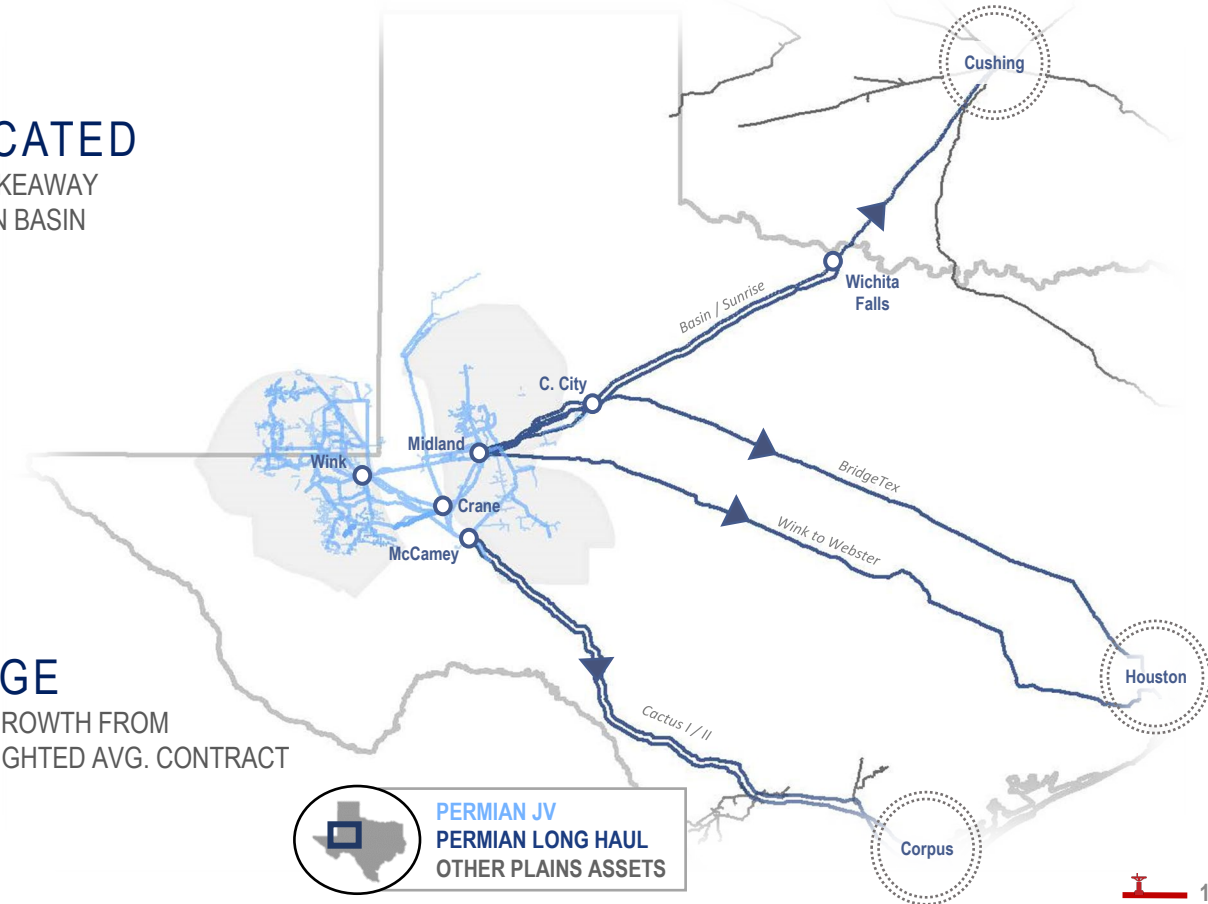 CATED
KEAWAY
N BASIN
Cushing
Wichita
Falls
Basin / Sunrise
C. City
Midland
Wink
Crane
McCamey
BridgeTex
Wink to Webster
Houston
Cactus I / II
Corpus
GE
ROWTH FROM
GHTED AVG. CONTRACT
PERMIAN JV
PERMIAN LONG HAUL
OTHER PLAINS ASSETS
1